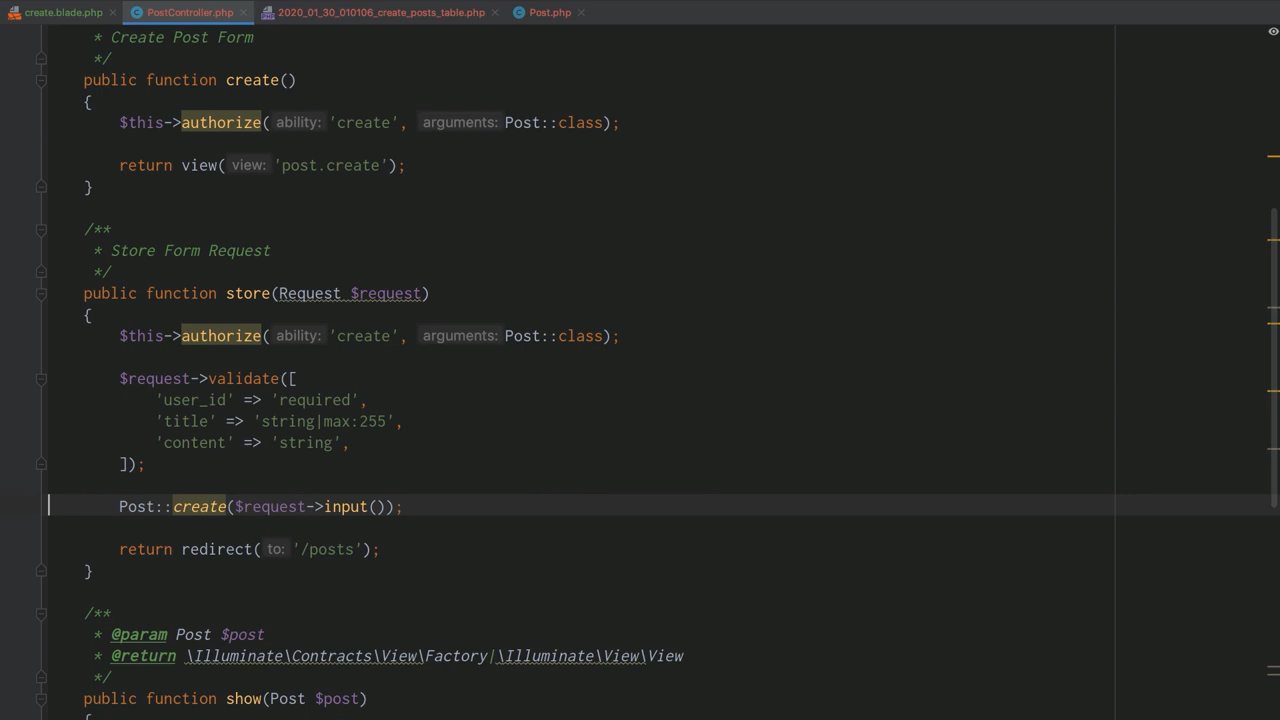 create.blade.php PostController.php 2020_01_30_010106_create_posts_table.php Post.php
* Create Post Form
*/
public function create()
{
$this->authorize( ability: 'create', arguments: Post::class);
return view( view: 'post.create');
}
/**
* Store Form Request
*/
public function store(Request $request)
{
$this->authorize( ability: 'create', arguments: Post::class);
$request->validate([
'user_id' => 'required',
'title' => 'string|max:255',
'content' => 'string',
]);
Post::create($request->input());
return redirect( to: '/posts');
}
/**
* @param Post $post
* @return \Illuminate\Contracts\View\Factory|\Illuminate\View\View
*/
public function show(Post $post)
{